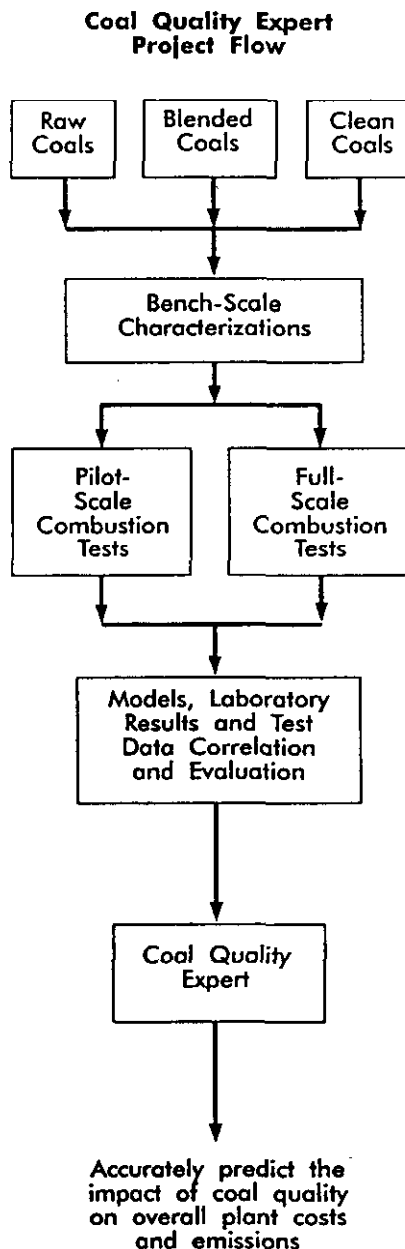 Coal Quality Expert
Project Flow
Raw
Coals
Blended
Coals
Clean
Coals
Bench-Scale
Characterizations
Pilot-
Scale
Combustion
Tests
Full-
Scale
Combustion
Tests
Models, Laboratory
Results and Test
Data Correlation
and Evaluation
Coal Quality
Expert
Accurately predict the
impact of coal quality
on overall plant costs
and emissions